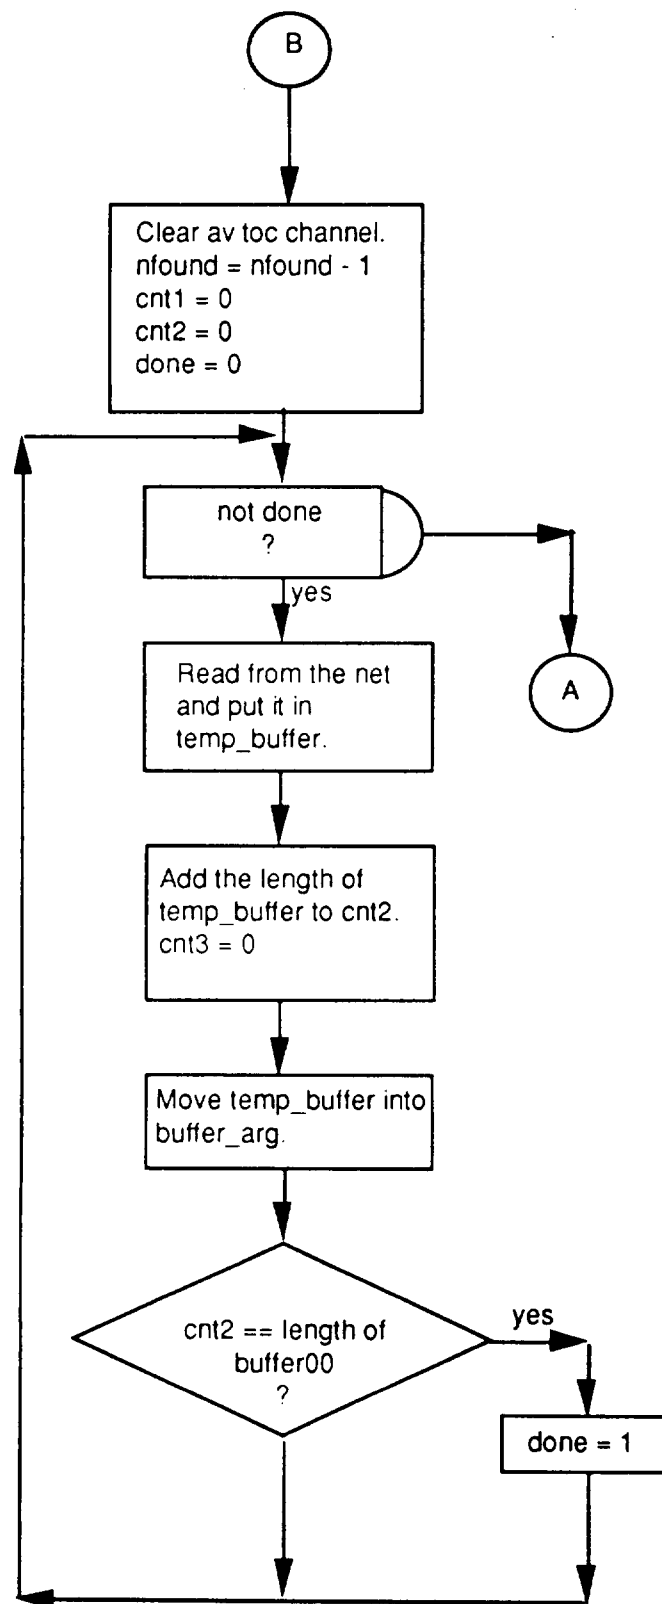 B
Clear av toc channel.
nfound = nfound - 1
cnt1 = 0
cnt2 = 0
done = 0
not done
?
yes
Read from the net
and put it in
temp_buffer.
A
Add the length of
temp_buffer to cnt2.
cnt3 = 0
Move temp_buffer into
buffer_arg.
cnt2 == length of
buffer00
?
yes
done = 1